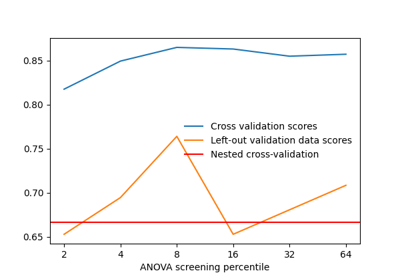 0.85
0.80
0.75
0.70
0.65
Cross validation scores
Left-out validation data scores
Nested cross-validation
2 4 8 16 32 64
ANOVA screening percentile